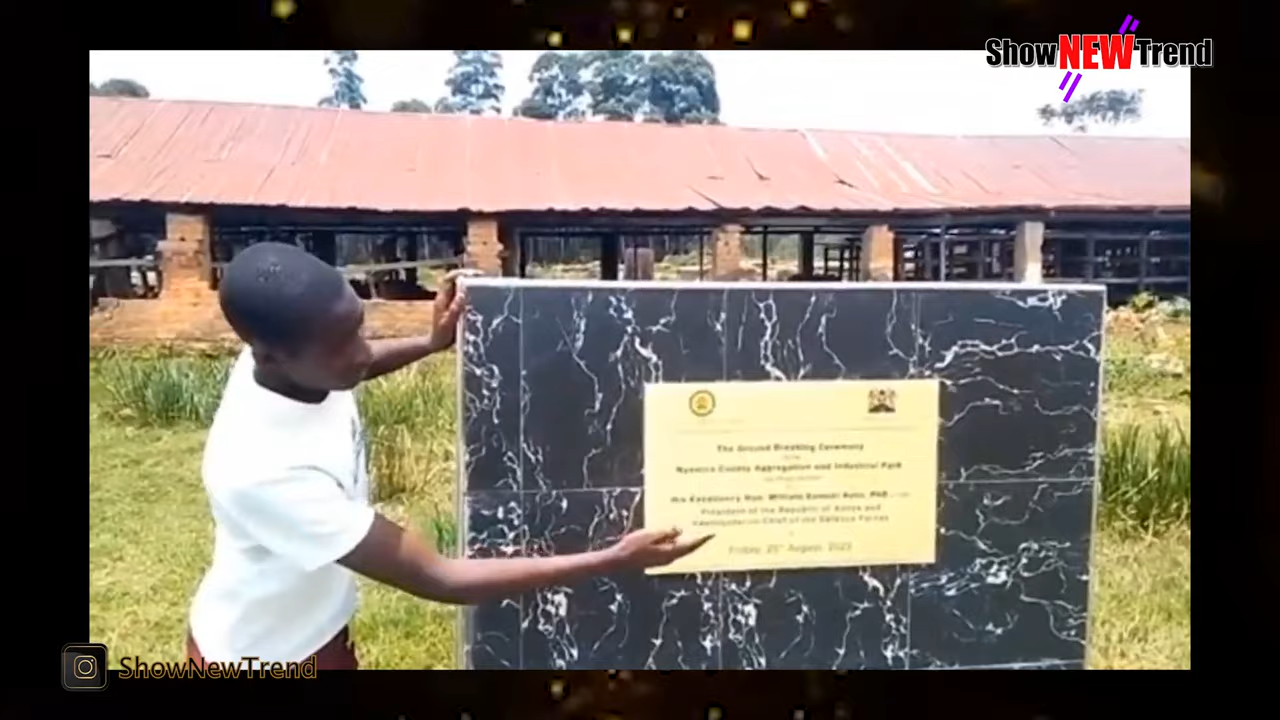 ShowNEWTrend
The Ground Breaking Ceremony
Nyamira County Aggregation and Industrial Park
His Excellency Hon. William Samoei Ruto, PhD
President of the Republic of Kenya and
Commander-in-Chief of the Defence Forces
Friday, 25th August, 2023
ShowNewTrend